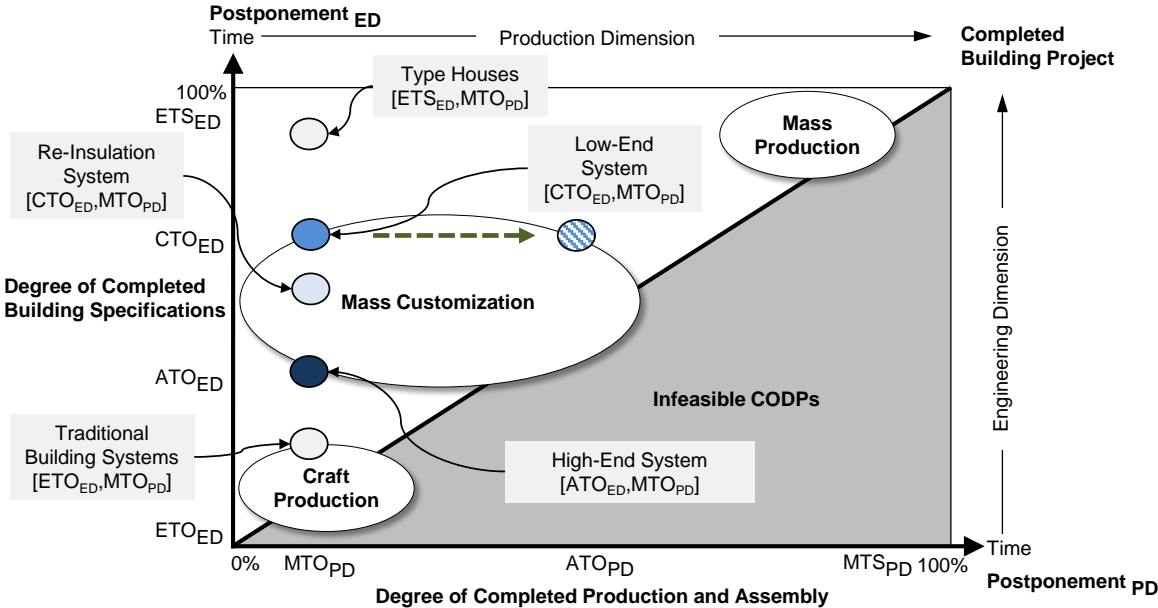 Postponement ED
Time
Production Dimension
Completed
Building Project
Type Houses
[ETSED,MTOPD]
100%
ETSED
Mass
Production
Re-Insulation
System
[CTOED,MTOPD]
Low-End
System
[CTOED,MTOPD]
CTOED
Degree of Completed
Building Specifications
Mass Customization
Engineering Dimension
ATOED
Infeasible CODPs
Traditional
Building Systems
[ETOED,MTOPD]
High-End System
[ATOED,MTOPD]
Craft
Production
ETOED
Time
0%
MTOPD
ATOPD
MTSPD 100%
Postponement PD
Degree of Completed Production and Assembly